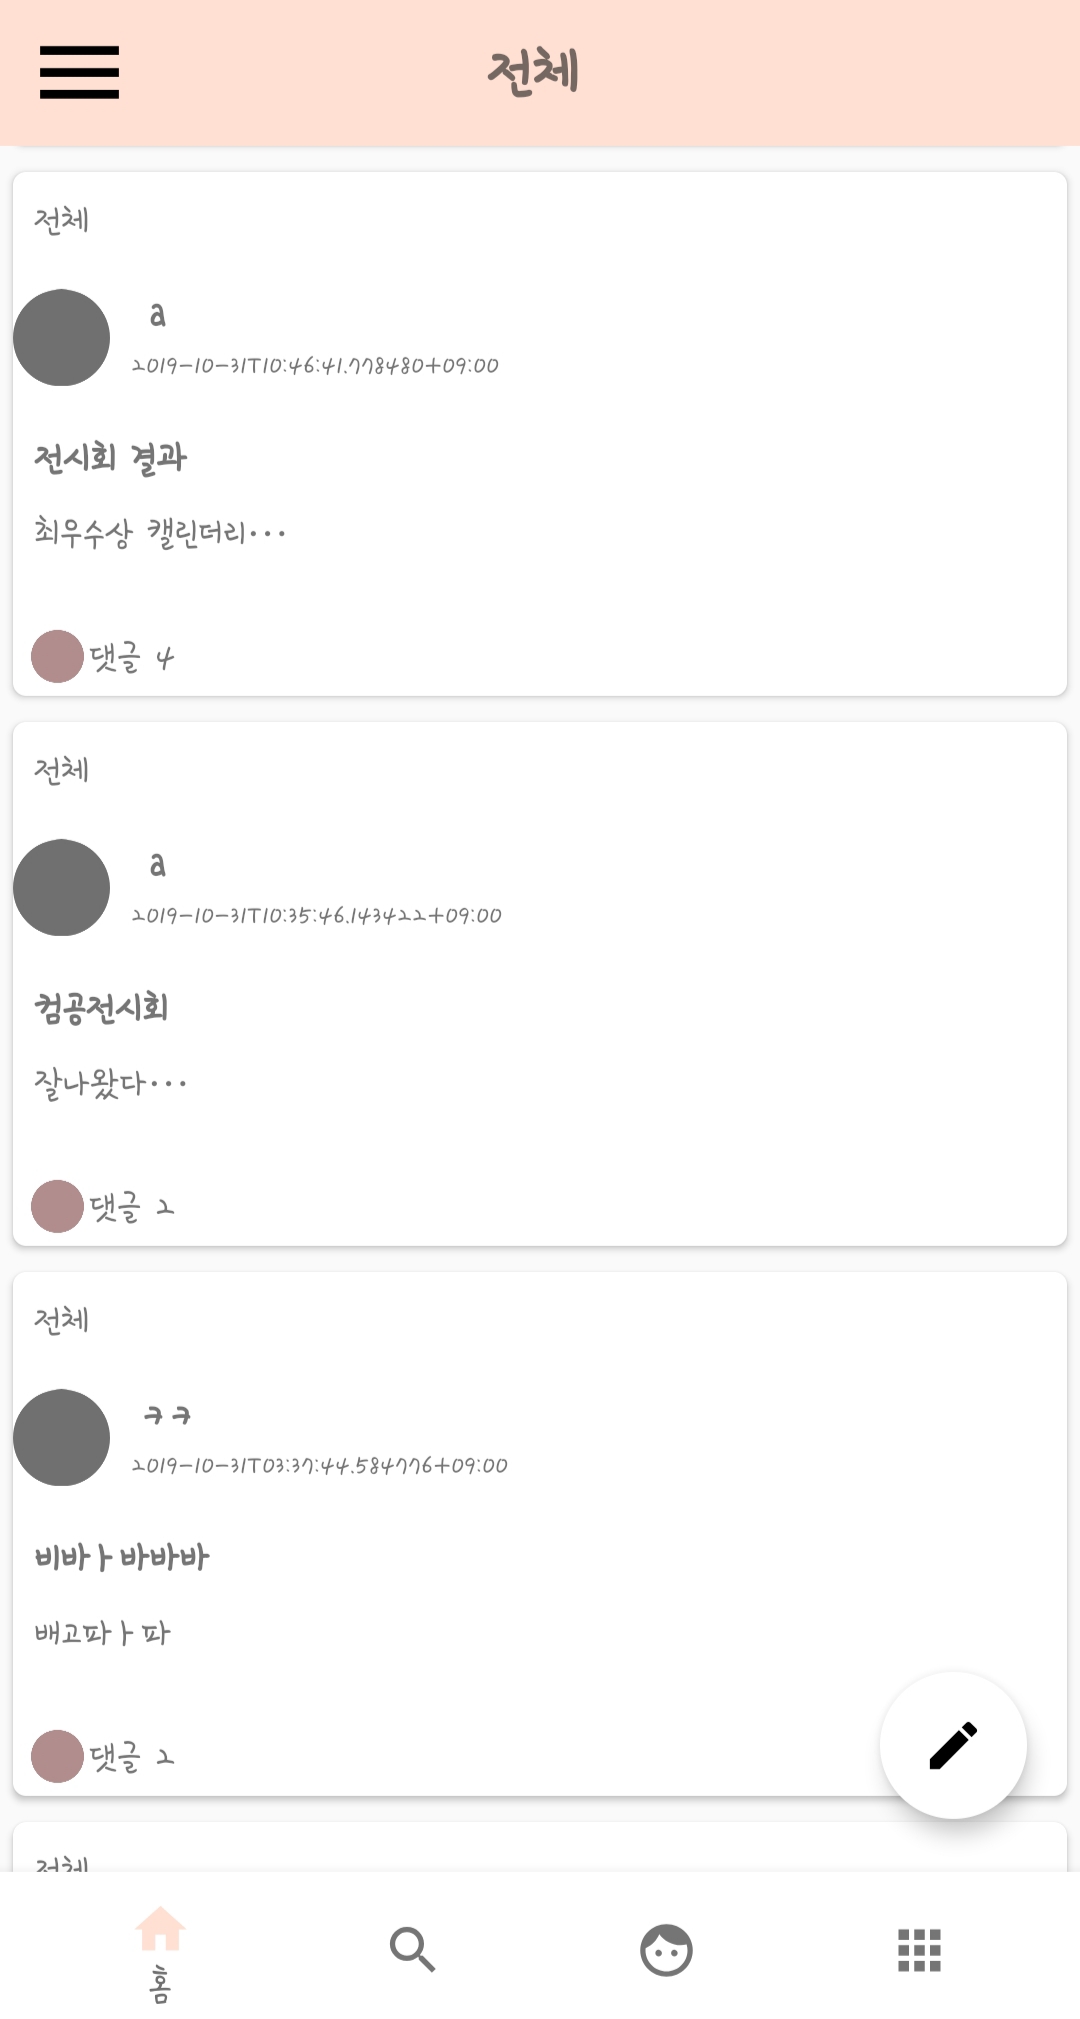 전체
전체
a
2019-10-31T10:46:41.778480+09:00
전시회 결과
최우수상 캘린더리...
댓글 4
전체
a
2019-10-31T10:35:46.143422+09:00
컴공전시회
잘나왔다...
댓글 2
전체
ㅋㅋ
2019-10-31T03:37:44.584776+09:00
비바ㅏ바바바
배고파ㅏ파
댓글 2
전체
홈